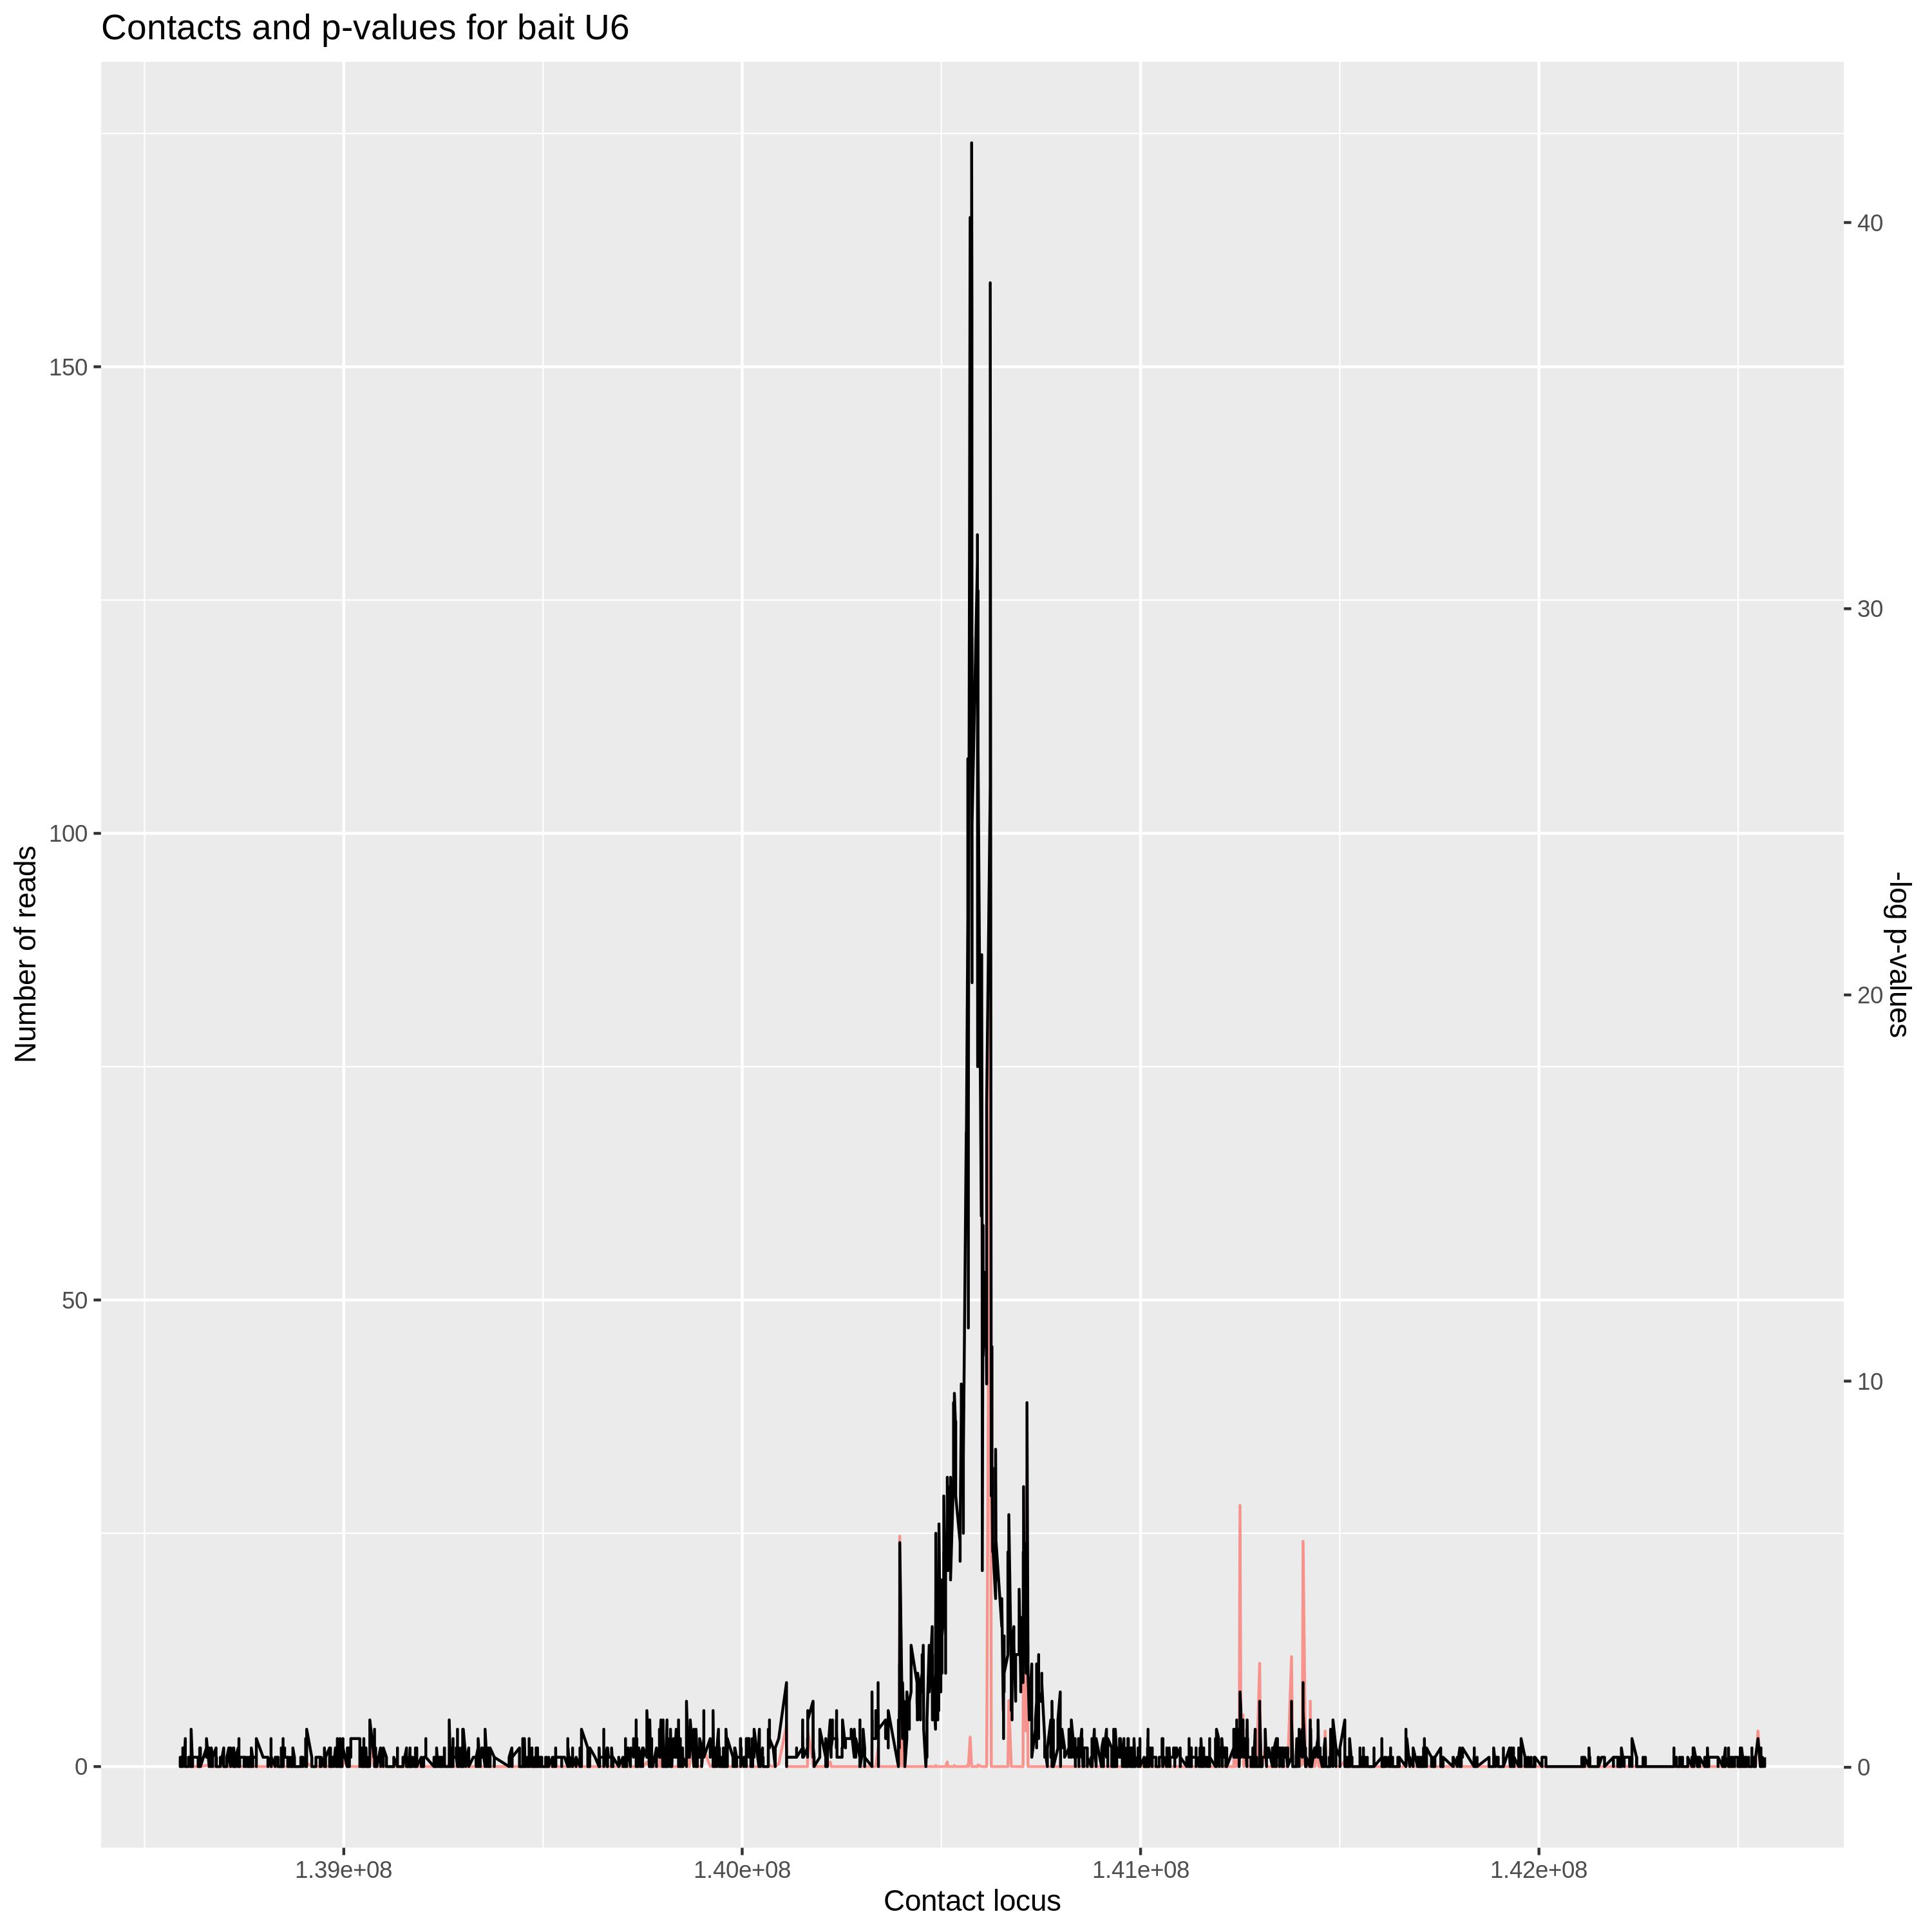 Contacts and p-values for bait U6
Number of reads
150
100
50
0
40
30
20
10
0
-log p-values
1.39e+08
1.40e+08
1.41e+08
1.42e+08
Contact locus